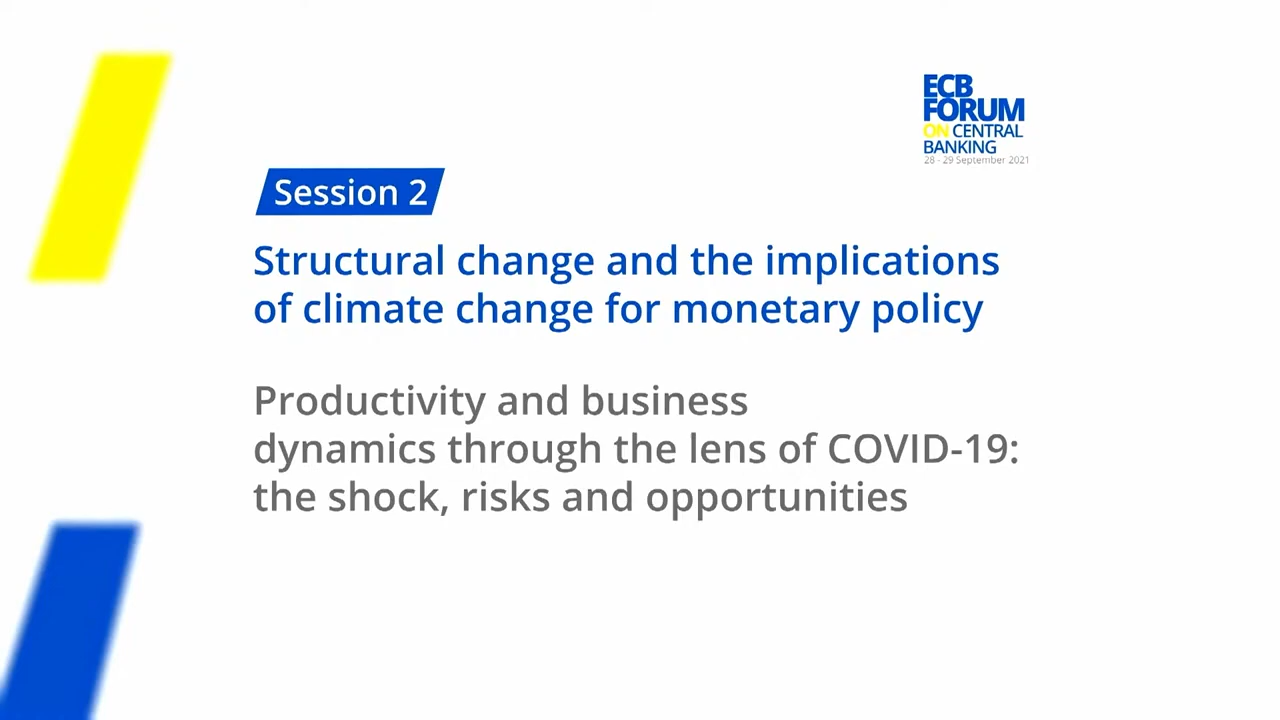 ECB
FORUM
ON CENTRAL
BANKING
28 - 29 September 2021
Session 2
Structural change and the implications
of climate change for monetary policy
Productivity and business
dynamics through the lens of COVID-19:
the shock, risks and opportunities